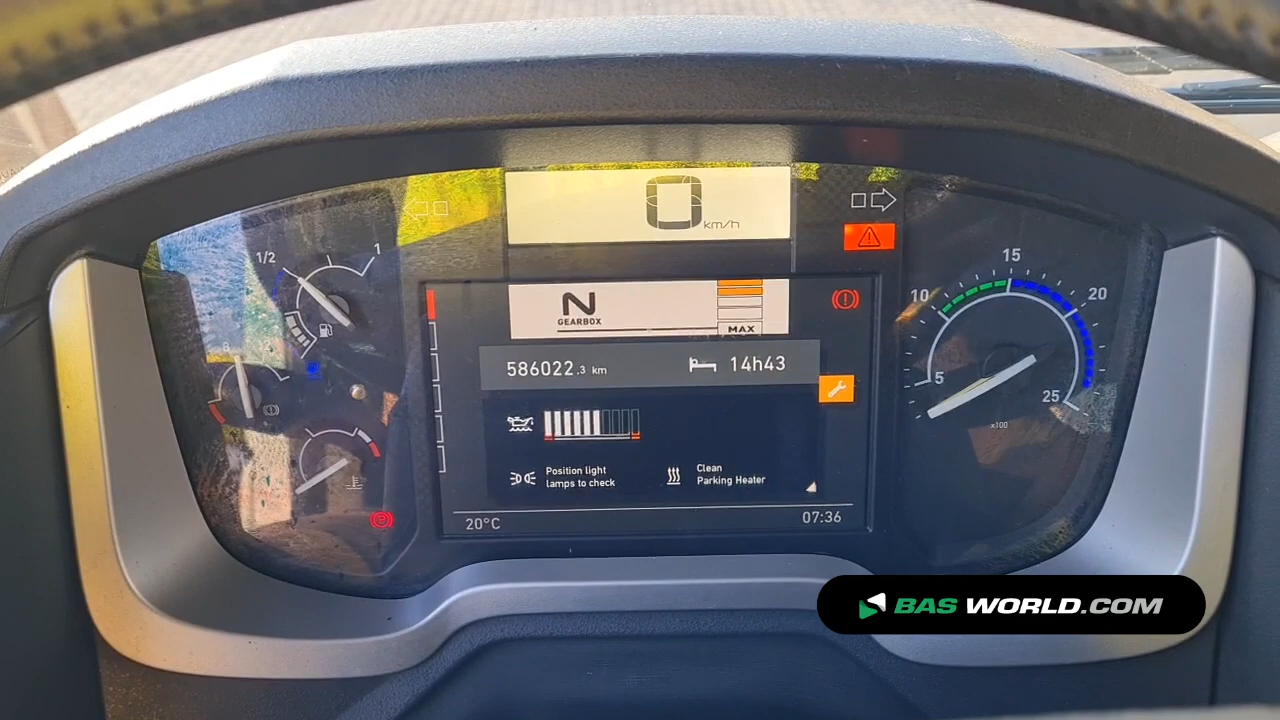 0 km/h
1/2
1
N
GEARBOX
MAX
586022.3 km
14h43
Position light
lamps to check
Clean
Parking Heater
20°C
07:36
8
P
5
10
15
20
25
x100
BAS WORLD.COM